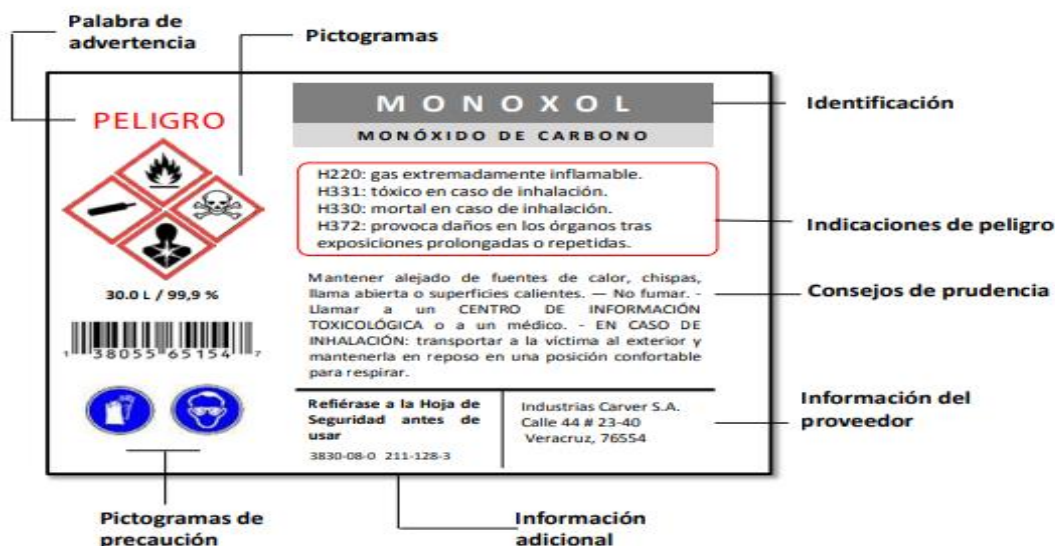 Palabra de
advertencia
Pictogramas
PELIGRO
MONOXOL
MONÓXIDO DE CARBONO
Identificación
H220: gas extremadamente inflamable.
H331: tóxico en caso de inhalación.
H330: mortal en caso de inhalación.
H372: provoca daños en los órganos tras
exposiciones prolongadas o repetidas.
Indicaciones de peligro
30.0 L / 99,9 %
Mantener alejado de fuentes de calor, chispas,
llama abierta o superficies calientes. — No fumar. -
Llamar a un CENTRO DE INFORMACIÓN
TOXICOLÓGICA o a un médico. - EN CASO DE
INHALACIÓN: transportar a la víctima al exterior y
mantenerla en reposo en una posición confortable
para respirar.
Consejos de prudencia
1 38055 65154 7
Refiérase a la Hoja de
Seguridad antes de
usar
3830-08-0 211-128-3
Industrias Carver S.A.
Calle 44 # 23-40
Veracruz, 76554
Información del
proveedor
Pictogramas de
precaución
Información
adicional